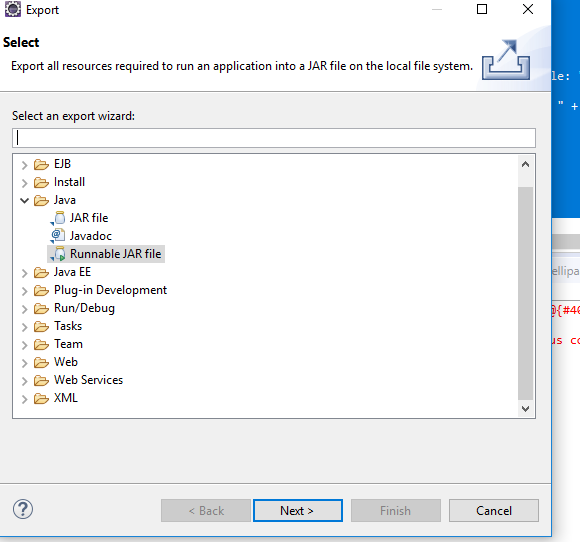 Export
Select
Export all resources required to run an application into a JAR file on the local file system.
Select an export wizard:
EJB
Install
Java
JAR file
Javadoc
Runnable JAR file
Java EE
Plug-in Development
Run/Debug
Tasks
Team
Web
Web Services
XML
< Back
Next >
Finish
Cancel
le:
" +
ellipa
@{#40
us co